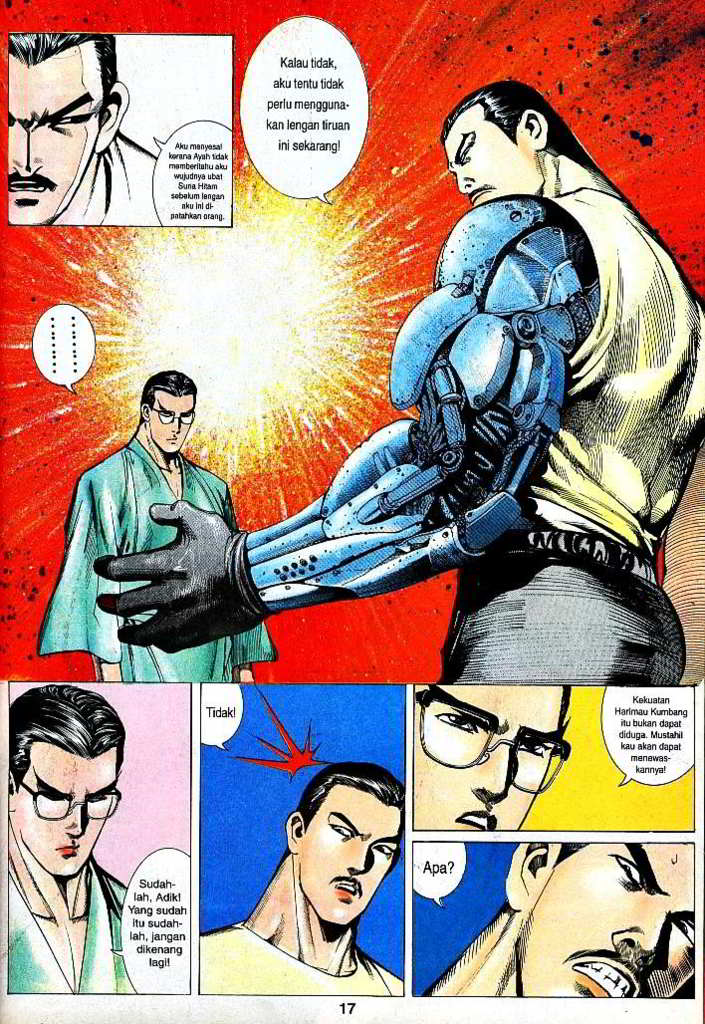 Aku menyesal
kerana Ayah tidak
memberitahu aku
wujudnya ubat
Suna Hitam
sebelum lengan
aku ini di-
patahkan orang.
Kalau tidak,
aku tentu tidak
perlu mengguna-
kan lengan tiruan
ini sekarang!
Sudah-
lah, Adik!
Yang sudah
itu sudah-
lah, jangan
dikenang
lagi!
Tidak!
Kekuatan
Harimau Kumbang
itu bukan dapat
diduga. Mustahil
kau akan dapat
menewas-
kannya!
Apa?
17